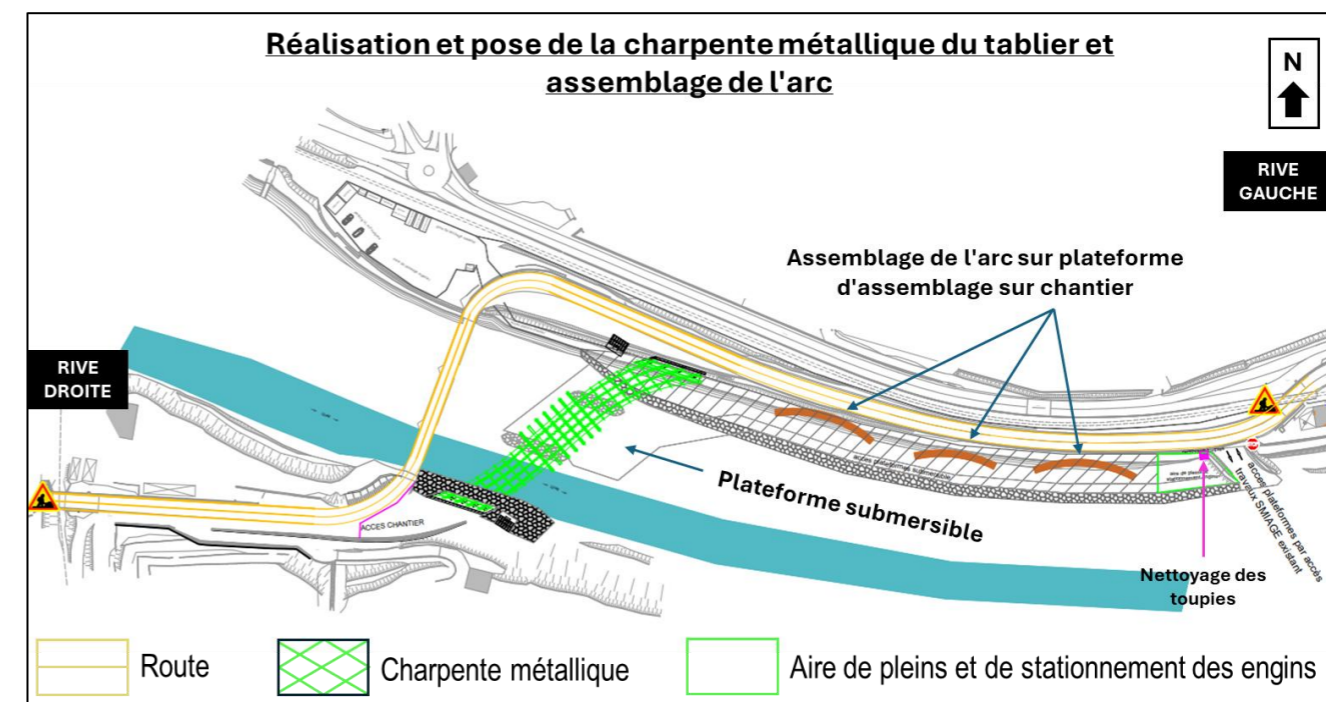 Réalisation et pose de la charpente métallique du tablier et
assemblage de l'arc
N
RIVE
GAUCHE
Assemblage de l'arc sur plateforme
d'assemblage sur chantier
RIVE
DROITE
Plateforme submersible
ACCES CHANTIER
acces plateformes par accès
travaux SMIAGE existant
Nettoyage des
toupies
Route
Charpente métallique
Aire de pleins et de stationnement des engins